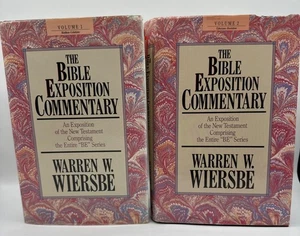 VOLUME 1
THE
BIBLE
EXPOSITION
COMMENTARY
An Exposition
of the New Testament
Comprising
the Entire "BE" Series
WARREN W.
WIERSBE
VOLUME 2
THE
BIBLE
EXPOSITION
COMMENTARY
An Exposition
of the New Testament
Comprising
the Entire "BE" Series
WARREN W.
WIERSBE